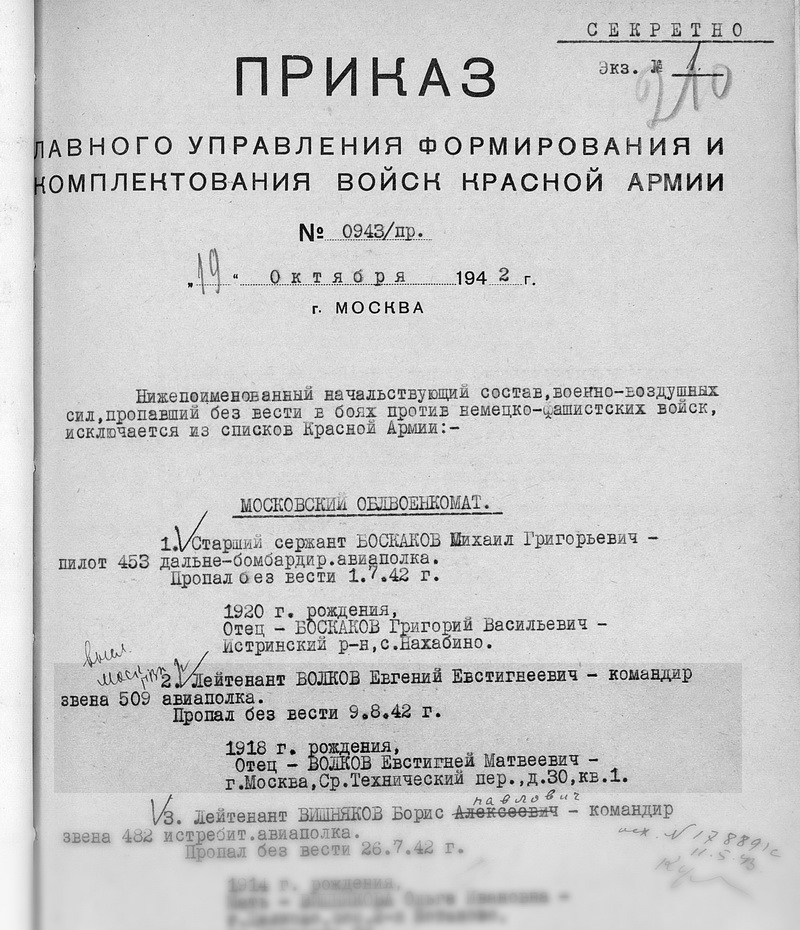 СЕКРЕТНО
Экз. № 1
210
ПРИКАЗ
ЛАВНОГО УПРАВЛЕНИЯ ФОРМИРОВАНИЯ И
КОМПЛЕКТОВАНИЯ ВОЙСК КРАСНОЙ АРМИИ
№ 0943/пр.
„19“ Октября 1942 г.
г. МОСКВА
Нижепоименованный начальствующий состав,военно-воздушных
сил,пропавший без вести в боях против немецко-фашистских войск,
исключается из списков Красной Армии:-
МОСКОВСКИЙ ОБЛВОЕНКОМАТ.
1. Старший сержант БОСКАКОВ Михаил Григорьевич -
пилот 453 дальне-бомбардир.авиаполка.
Пропал без вести 1.7.42 г.
1920 г. рождения,
Отец - БОСКАКОВ Григорий Васильевич -
Истринский р-н,с.Нахабино.
2. Лейтенант ВОЛКОВ Евгений Евстигнеевич - командир
звена 509 авиаполка.
Пропал без вести 9.8.42 г.
1918 г. рождения,
Отец - ВОЛКОВ Евстигней Матвеевич -
г.Москва,Ср.Технический пер.,д.30,кв.1.
павлович
3. Лейтенант ВИШНЯКОВ Борис Алексеевич - командир
звена 482 истребит.авиаполка.
Пропал без вести 26.7.42 г.
1914 г. рождения,